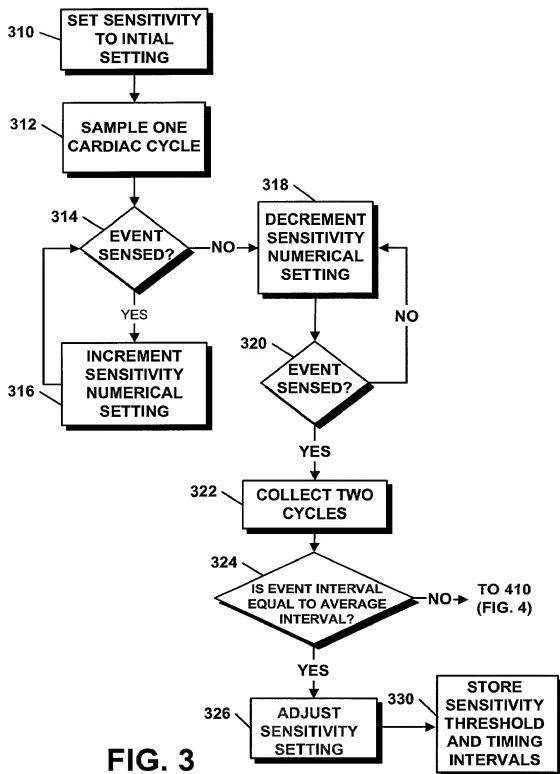 310
SET SENSITIVITY
TO INTIAL
SETTING
312
SAMPLE ONE
CARDIAC CYCLE
314
EVENT
SENSED?
NO
YES
316
INCREMENT
SENSITIVITY
NUMERICAL
SETTING
318
DECREMENT
SENSITIVITY
NUMERICAL
SETTING
NO
320
EVENT
SENSED?
YES
322
COLLECT TWO
CYCLES
324
IS EVENT INTERVAL
EQUAL TO AVERAGE
INTERVAL?
NO
TO 410
(FIG. 4)
YES
326
ADJUST
SENSITIVITY
SETTING
330
STORE
SENSITIVITY
THRESHOLD
AND TIMING
INTERVALS
FIG. 3